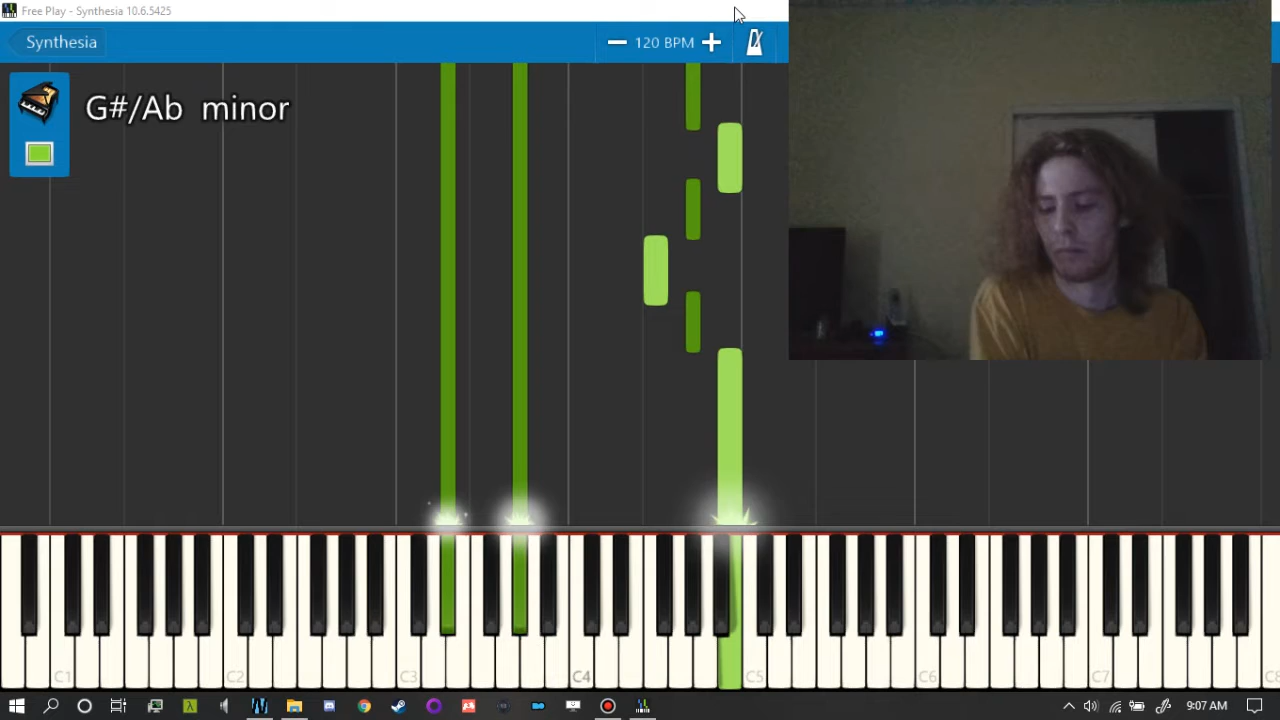 Free Play - Synthesia 10.6.5425
Synthesia
120 BPM
G#/Ab minor
C1 C2 C3 C4 C5 C6 C7 C8
9:07 AM